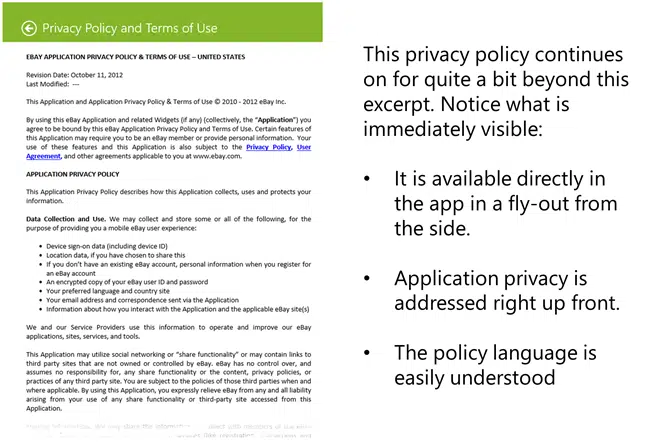 Privacy Policy and Terms of Use
EBAY APPLICATION PRIVACY POLICY & TERMS OF USE – UNITED STATES
Revision Date: October 11, 2012
Last Modified: ---
This Application and Application Privacy Policy & Terms of Use © 2010 - 2012 eBay Inc.
By using this eBay Application and related Widgets (if any) (collectively, the “Application”) you
agree to be bound by this eBay Application Privacy Policy and Terms of Use. Certain features of
this Application may require you to be an eBay member or provide personal information. Your
use of these features and this Application is also subject to the Privacy Policy, User
Agreement, and other agreements applicable to you at www.ebay.com.
APPLICATION PRIVACY POLICY
This Application Privacy Policy describes how this Application collects, uses and protects your
information.
Data Collection and Use. We may collect and store some or all of the following, for the
purpose of providing you a mobile eBay user experience:
• Device sign-on data (including device ID)
• Location data, if you have chosen to share this
• If you don’t have an existing eBay account, personal information when you register for
an eBay account
• An encrypted copy of your eBay user ID and password
• Your preferred language and country site
• Your email address and correspondence sent via the Application
• Information about how you interact with the Application and the applicable eBay site(s)
We and our Service Providers use this information to operate and improve our eBay
applications, sites, services, and tools.
This Application may utilize social networking or “share functionality” or may contain links to
third party sites that are not owned or controlled by eBay. eBay has no control over, and
assumes no responsibility for, any share functionality or the content, privacy policies, or
practices of any third party site. You are subject to the policies of those third parties when and
where applicable. By using this Application, you expressly relieve eBay from any and all liability
arising from your use of any share functionality or third-party site accessed from this
Application.
This privacy policy continues
on for quite a bit beyond this
excerpt. Notice what is
immediately visible:
• It is available directly in
the app in a fly-out from
the side.
• Application privacy is
addressed right up front.
• The policy language is
easily understood